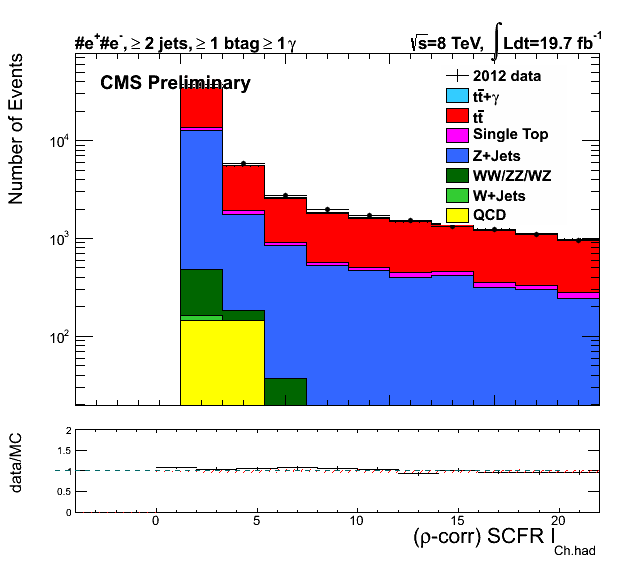 #e⁺#e⁻, ≥ 2 jets, ≥ 1 btag ≥ 1 γ
√s=8 TeV, ∫ Ldt=19.7 fb⁻¹
CMS Preliminary
2012 data
tt̄+γ
tt̄
Single Top
Z+Jets
WW/ZZ/WZ
W+Jets
QCD
Number of Events
10⁴
10³
10²
data/MC
2
1.5
1
0.5
0
0 5 10 15 20
(ρ-corr) SCFR I_Ch.had